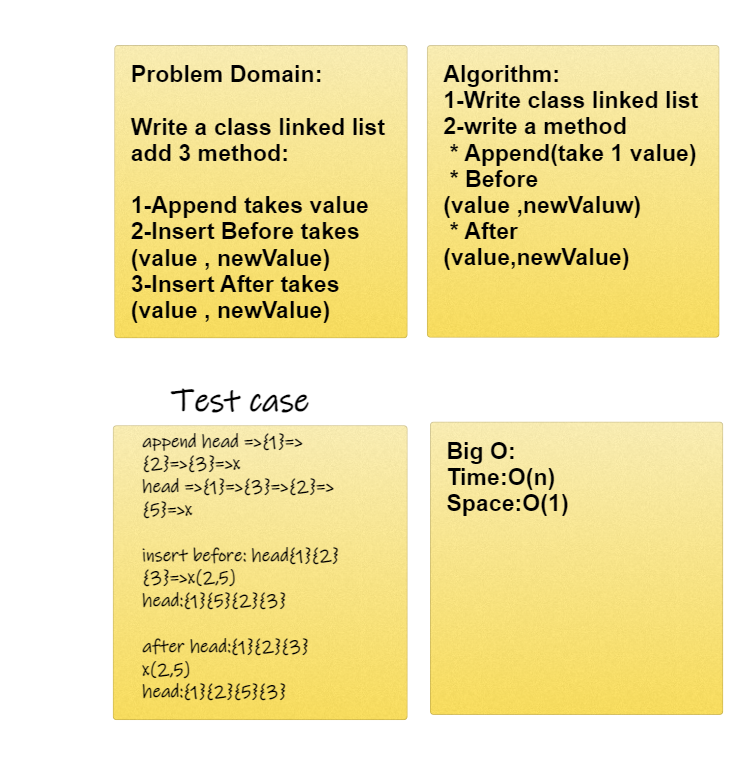 Problem Domain:
Write a class linked list
add 3 method:
1-Append takes value
2-Insert Before takes
(value , newValue)
3-Insert After takes
(value , newValue)
Algorithm:
1-Write class linked list
2-write a method
* Append(take 1 value)
* Before
(value ,newValuw)
* After
(value,newValue)
Test case
append head =>{1}=>
{2}=>{3}=>x
head =>{1}=>{3}=>{2}=>
{5}=>x
insert before: head{1}{2}
{3}=>x(2,5)
head:{1}{5}{2}{3}
after head:{1}{2}{3}
x(2,5)
head:{1}{2}{5}{3}
Big O:
Time:O(n)
Space:O(1)